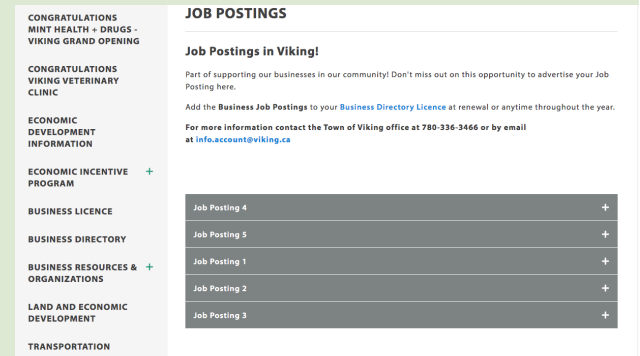 CONGRATULATIONS
MINT HEALTH + DRUGS -
VIKING GRAND OPENING
CONGRATULATIONS
VIKING VETERINARY
CLINIC
ECONOMIC
DEVELOPMENT
INFORMATION
ECONOMIC INCENTIVE +
PROGRAM
BUSINESS LICENCE
BUSINESS DIRECTORY
BUSINESS RESOURCES & +
ORGANIZATIONS
LAND AND ECONOMIC
DEVELOPMENT
TRANSPORTATION
JOB POSTINGS
Job Postings in Viking!
Part of supporting our businesses in our community! Don't miss out on this opportunity to advertise your Job
Posting here.
Add the Business Job Postings to your Business Directory Licence at renewal or anytime throughout the year.
For more information contact the Town of Viking office at 780-336-3466 or by email
at info.account@viking.ca
Job Posting 4 +
Job Posting 5 +
Job Posting 1 +
Job Posting 2 +
Job Posting 3 +